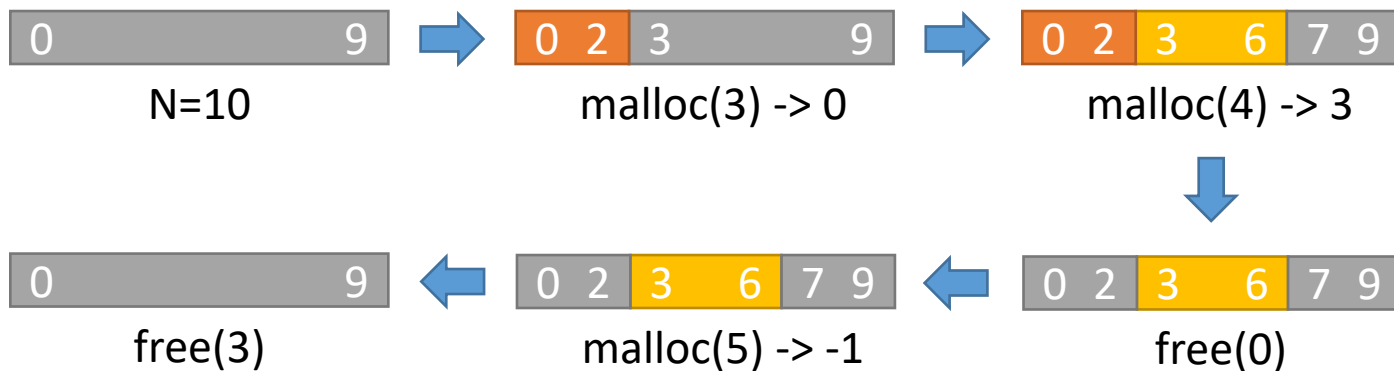 0 9
0 2 3 9
0 2 3 6 7 9
N=10
malloc(3) -> 0
malloc(4) -> 3
0 9
0 2 3 6 7 9
0 2 3 6 7 9
free(3)
malloc(5) -> -1
free(0)